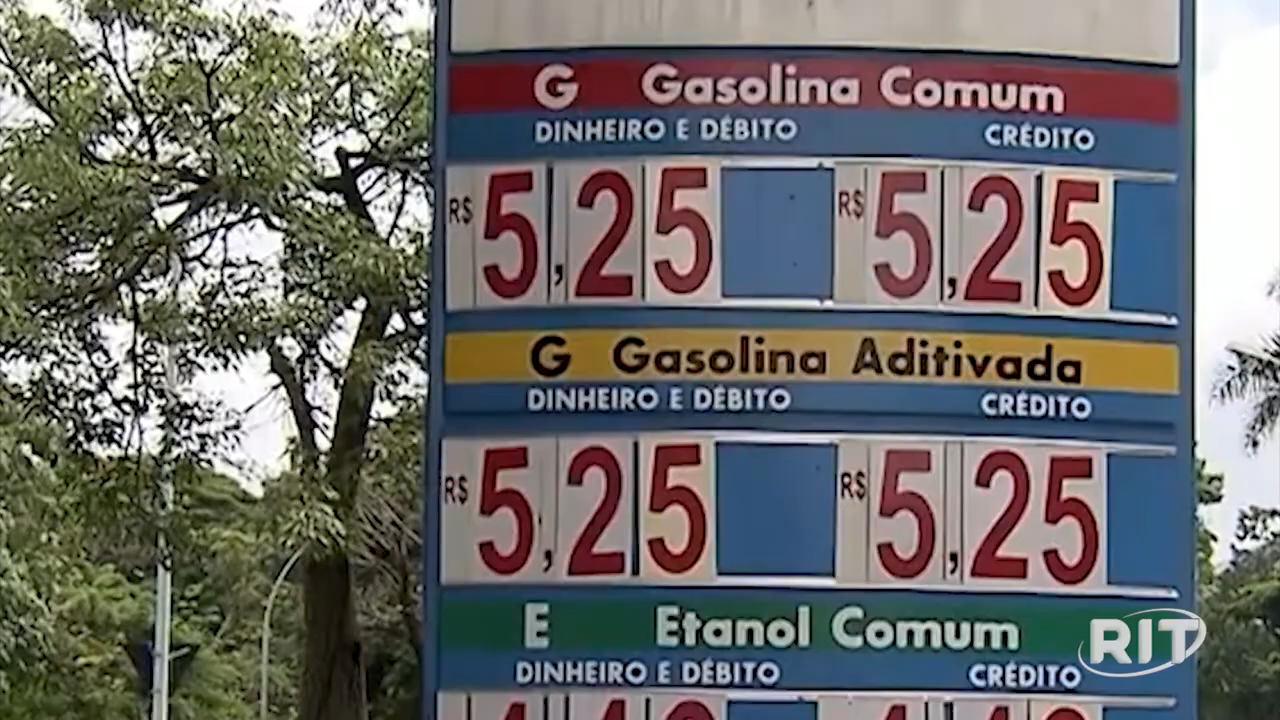 G Gasolina Comum
DINHEIRO E DÉBITO CRÉDITO
R$ 5,25 R$ 5,25
G Gasolina Aditivada
DINHEIRO E DÉBITO CRÉDITO
R$ 5,25 R$ 5,25
E Etanol Comum
DINHEIRO E DÉBITO CRÉDITO
RIT